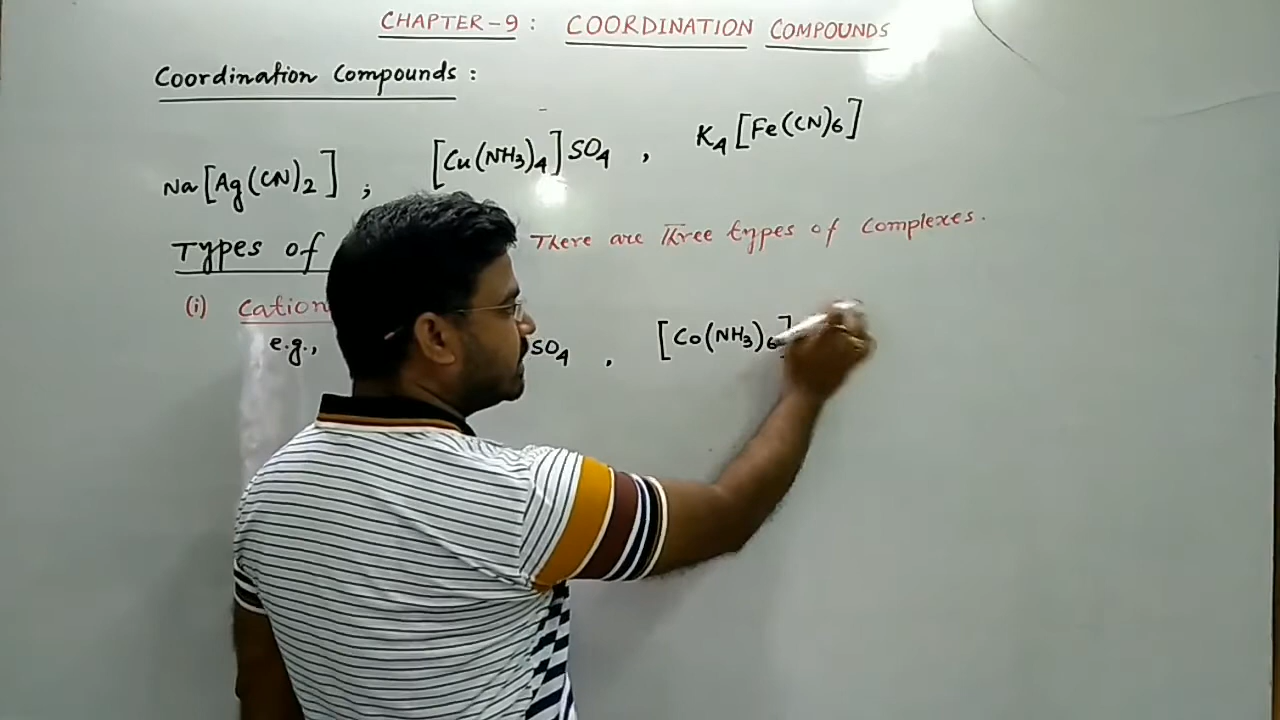 CHAPTER-9 : COORDINATION COMPOUNDS
Coordination Compounds :
Na[Ag(CN)2] , [Cu(NH3)4]SO4 , K4[Fe(CN)6]
Types of There are Three types of Complexes.
(i) Cation
e.g., SO4 , [Co(NH3)6]